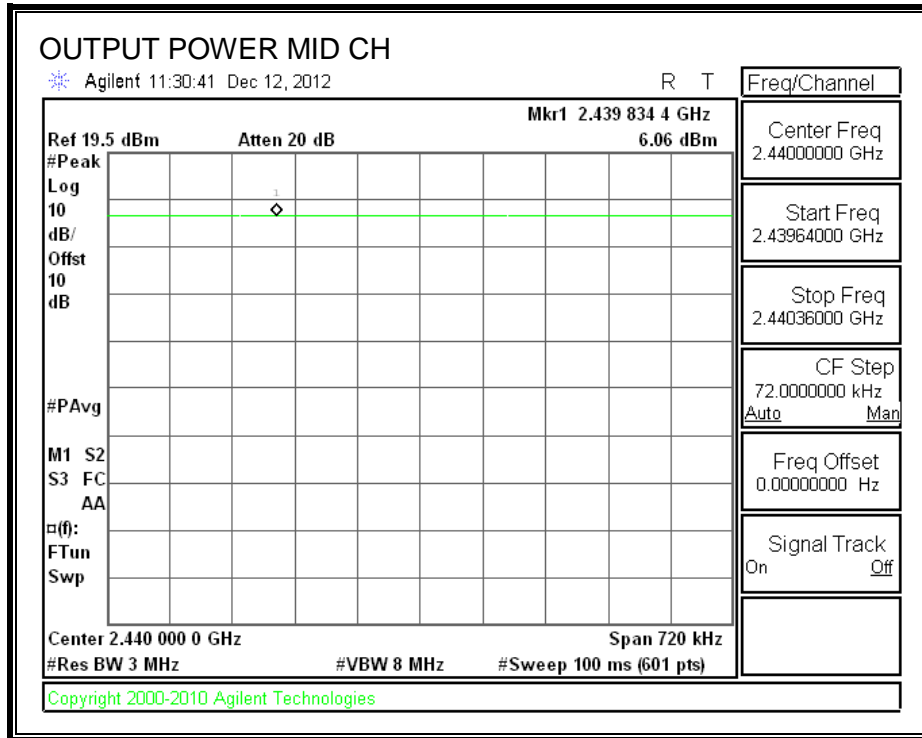 OUTPUT POWER MID CH
Agilent 11:30:41 Dec 12, 2012
R T
Freq/Channel
Mkr1 2.439 834 4 GHz
Ref 19.5 dBm Atten 20 dB 6.06 dBm
#Peak
Log
10
dB/
Offst
10
dB
1
#PAvg
M1 S2
S3 FC
AA
¤(f):
FTun
Swp
Center 2.440 000 0 GHz Span 720 kHz
#Res BW 3 MHz #VBW 8 MHz #Sweep 100 ms (601 pts)
Center Freq
2.44000000 GHz
Start Freq
2.43964000 GHz
Stop Freq
2.44036000 GHz
CF Step
72.0000000 kHz
Auto Man
Freq Offset
0.00000000 Hz
Signal Track
On Off
Copyright 2000-2010 Agilent Technologies